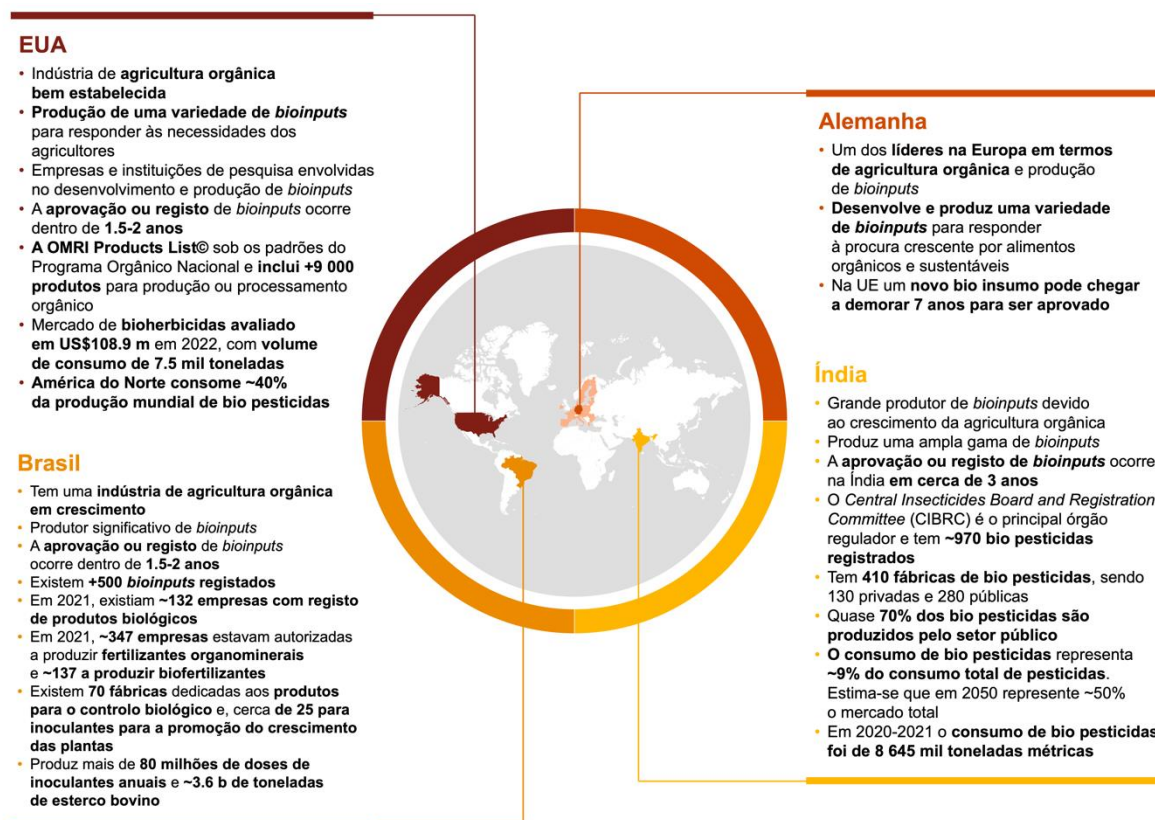 EUA
• Indústria de agricultura orgânica
bem estabelecida
• Produção de uma variedade de bioinputs
para responder às necessidades dos
agricultores
• Empresas e instituições de pesquisa envolvidas
no desenvolvimento e produção de bioinputs
• A aprovação ou registo de bioinputs ocorre
dentro de 1.5-2 anos
• A OMRI Products List© sob os padrões do
Programa Orgânico Nacional e inclui +9 000
produtos para produção ou processamento
orgânico
• Mercado de bioherbicidas avaliado
em US$108.9 m em 2022, com volume
de consumo de 7.5 mil toneladas
• América do Norte consome ~40%
da produção mundial de bio pesticidas
Brasil
• Tem uma indústria de agricultura orgânica
em crescimento
• Produtor significativo de bioinputs
• A aprovação ou registo de bioinputs
ocorre dentro de 1.5-2 anos
• Existem +500 bioinputs registados
• Em 2021, existiam ~132 empresas com registo
de produtos biológicos
• Em 2021, ~347 empresas estavam autorizadas
a produzir fertilizantes organominerais
e ~137 a produzir biofertilizantes
• Existem 70 fábricas dedicadas aos produtos
para o controlo biológico e, cerca de 25 para
inoculantes para a promoção do crescimento
das plantas
• Produz mais de 80 milhões de doses de
inoculantes anuais e ~3.6 b de toneladas
de esterco bovino
Alemanha
• Um dos líderes na Europa em termos
de agricultura orgânica e produção
de bioinputs
• Desenvolve e produz uma variedade
de bioinputs para responder
à procura crescente por alimentos
orgânicos e sustentáveis
• Na UE um novo bio insumo pode chegar
a demorar 7 anos para ser aprovado
Índia
• Grande produtor de bioinputs devido
ao crescimento da agricultura orgânica
• Produz uma ampla gama de bioinputs
• A aprovação ou registo de bioinputs ocorre
na Índia em cerca de 3 anos
• O Central Insecticides Board and Registration
Committee (CIBRC) é o principal órgão
regulador e tem ~970 bio pesticidas
registrados
• Tem 410 fábricas de bio pesticidas, sendo
130 privadas e 280 públicas
• Quase 70% dos bio pesticidas são
produzidos pelo setor público
• O consumo de bio pesticidas representa
~9% do consumo total de pesticidas.
Estima-se que em 2050 represente ~50%
o mercado total
• Em 2020-2021 o consumo de bio pesticidas
foi de 8 645 mil toneladas métricas